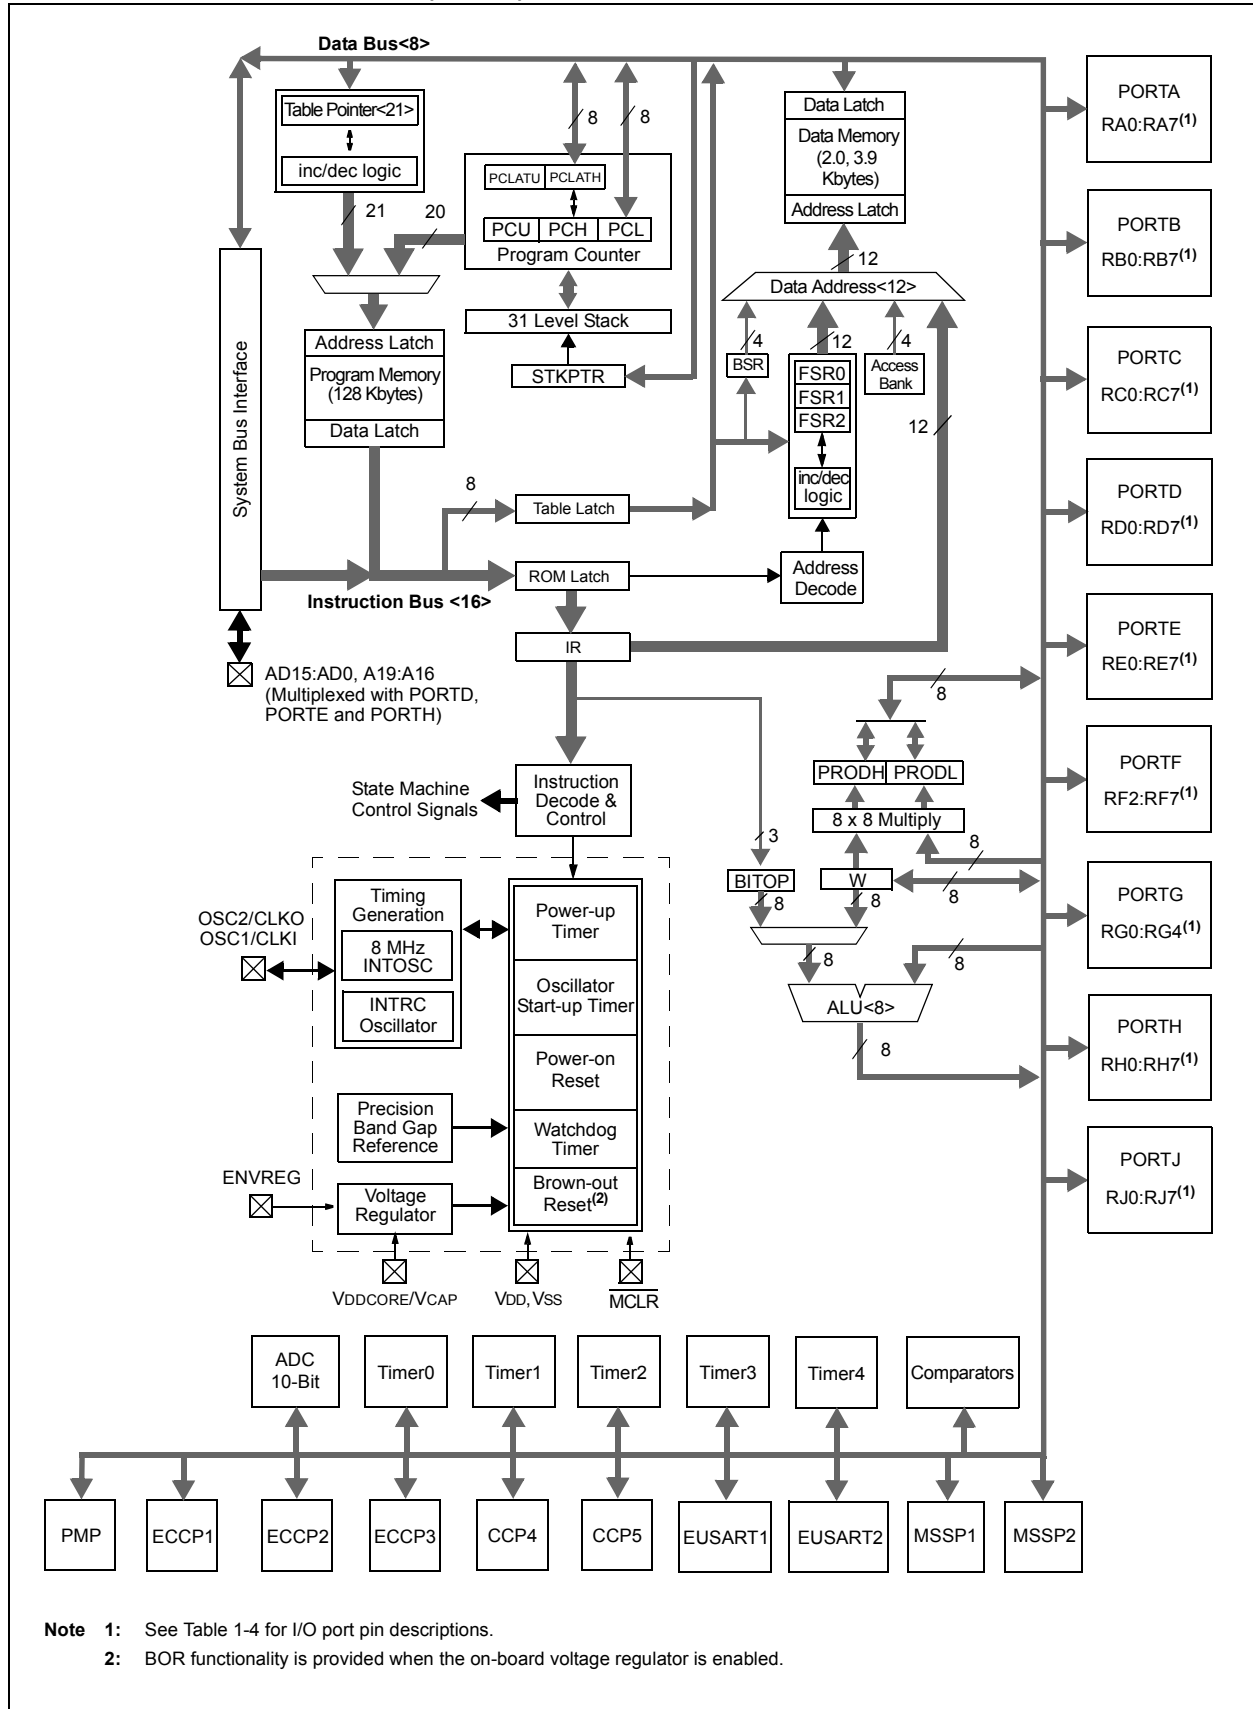 Data Bus<8>
Table Pointer<21>
inc/dec logic
21
20
8
8
PCLATU
PCLATH
PCU
PCH
PCL
Program Counter
31 Level Stack
STKPTR
Data Latch
Data Memory
(2.0, 3.9
Kbytes)
Address Latch
12
Data Address<12>
4
12
4
BSR
FSR0
FSR1
FSR2
inc/dec
logic
Access
Bank
12
Address
Decode
System Bus Interface
Address Latch
Program Memory
(128 Kbytes)
Data Latch
8
Table Latch
ROM Latch
Instruction Bus <16>
IR
AD15:AD0, A19:A16
(Multiplexed with PORTD,
PORTE and PORTH)
State Machine
Control Signals
Instruction
Decode &
Control
8
PRODH
PRODL
8 x 8 Multiply
3
8
BITOP
W
8
8
8
8
8
ALU<8>
8
OSC2/CLKO
OSC1/CLKI
Timing
Generation
8 MHz
INTOSC
INTRC
Oscillator
Power-up
Timer
Oscillator
Start-up Timer
Power-on
Reset
Watchdog
Timer
Brown-out
Reset(2)
Precision
Band Gap
Reference
ENVREG
Voltage
Regulator
VDDCORE/VCAP
VDD, VSS
MCLR
PORTA
RA0:RA7(1)
PORTB
RB0:RB7(1)
PORTC
RC0:RC7(1)
PORTD
RD0:RD7(1)
PORTE
RE0:RE7(1)
PORTF
RF2:RF7(1)
PORTG
RG0:RG4(1)
PORTH
RH0:RH7(1)
PORTJ
RJ0:RJ7(1)
ADC
10-Bit
Timer0
Timer1
Timer2
Timer3
Timer4
Comparators
PMP
ECCP1
ECCP2
ECCP3
CCP4
CCP5
EUSART1
EUSART2
MSSP1
MSSP2
Note 1: See Table 1-4 for I/O port pin descriptions.
2: BOR functionality is provided when the on-board voltage regulator is enabled.